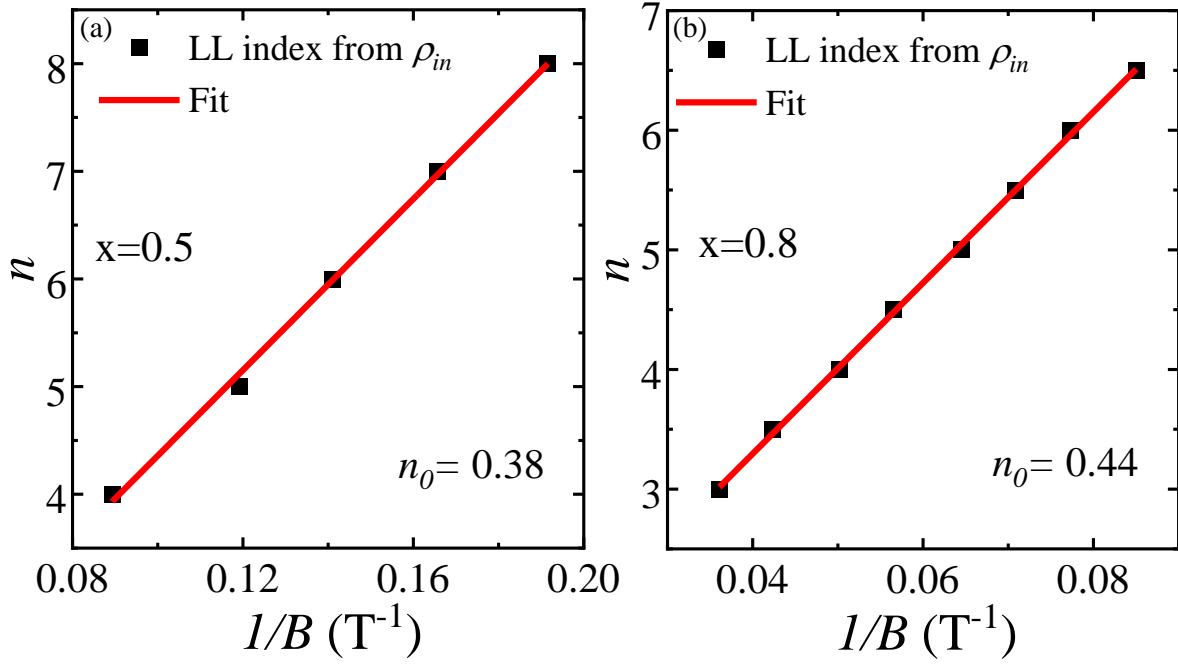 (a)
LL index from ρin
Fit
x=0.5
n0= 0.38
n
8
7
6
5
4
0.08 0.12 0.16 0.20
1/B (T-1)
(b)
LL index from ρin
Fit
x=0.8
n0= 0.44
n
7
6
5
4
3
0.04 0.06 0.08
1/B (T-1)